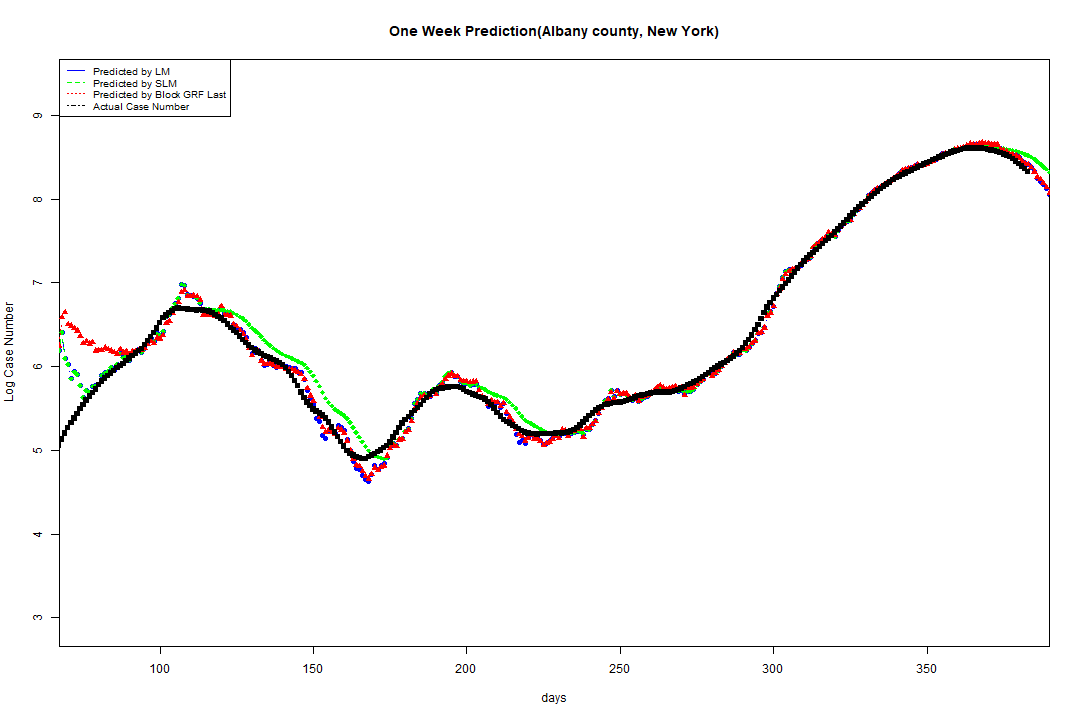 One Week Prediction(Albany county, New York)
Predicted by LM
Predicted by SLM
Predicted by Block GRF Last
Actual Case Number
9
8
7
6
5
4
3
Log Case Number
100 150 200 250 300 350
days